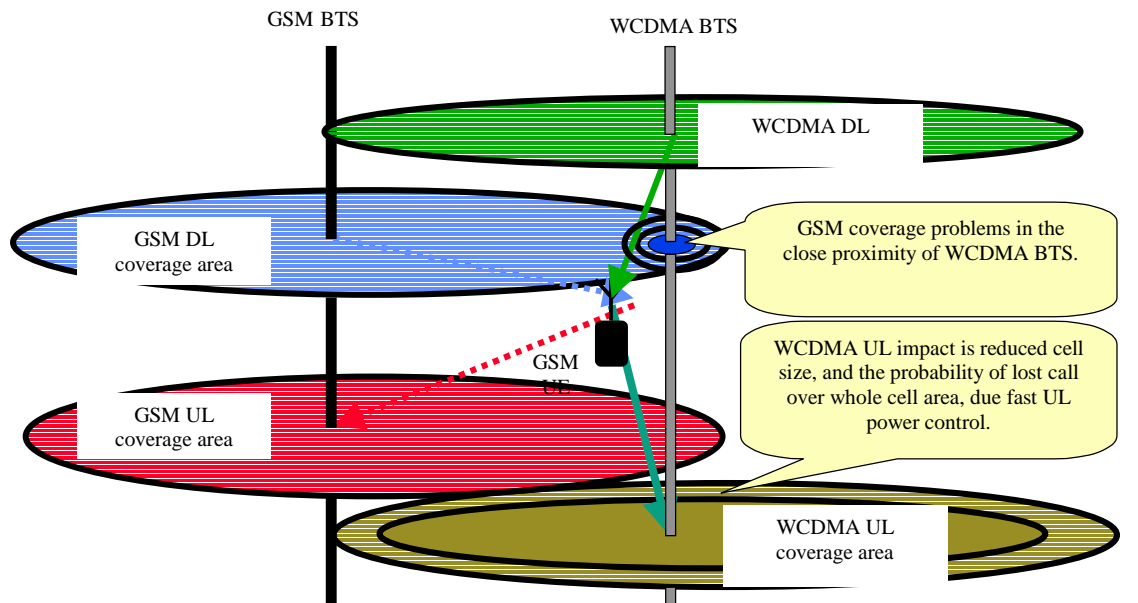 GSM BTS
WCDMA BTS
WCDMA DL
GSM DL
coverage area
GSM coverage problems in the
close proximity of WCDMA BTS.
GSM
UE
WCDMA UL impact is reduced cell
size, and the probability of lost call
over whole cell area, due fast UL
power control.
GSM UL
coverage area
WCDMA UL
coverage area